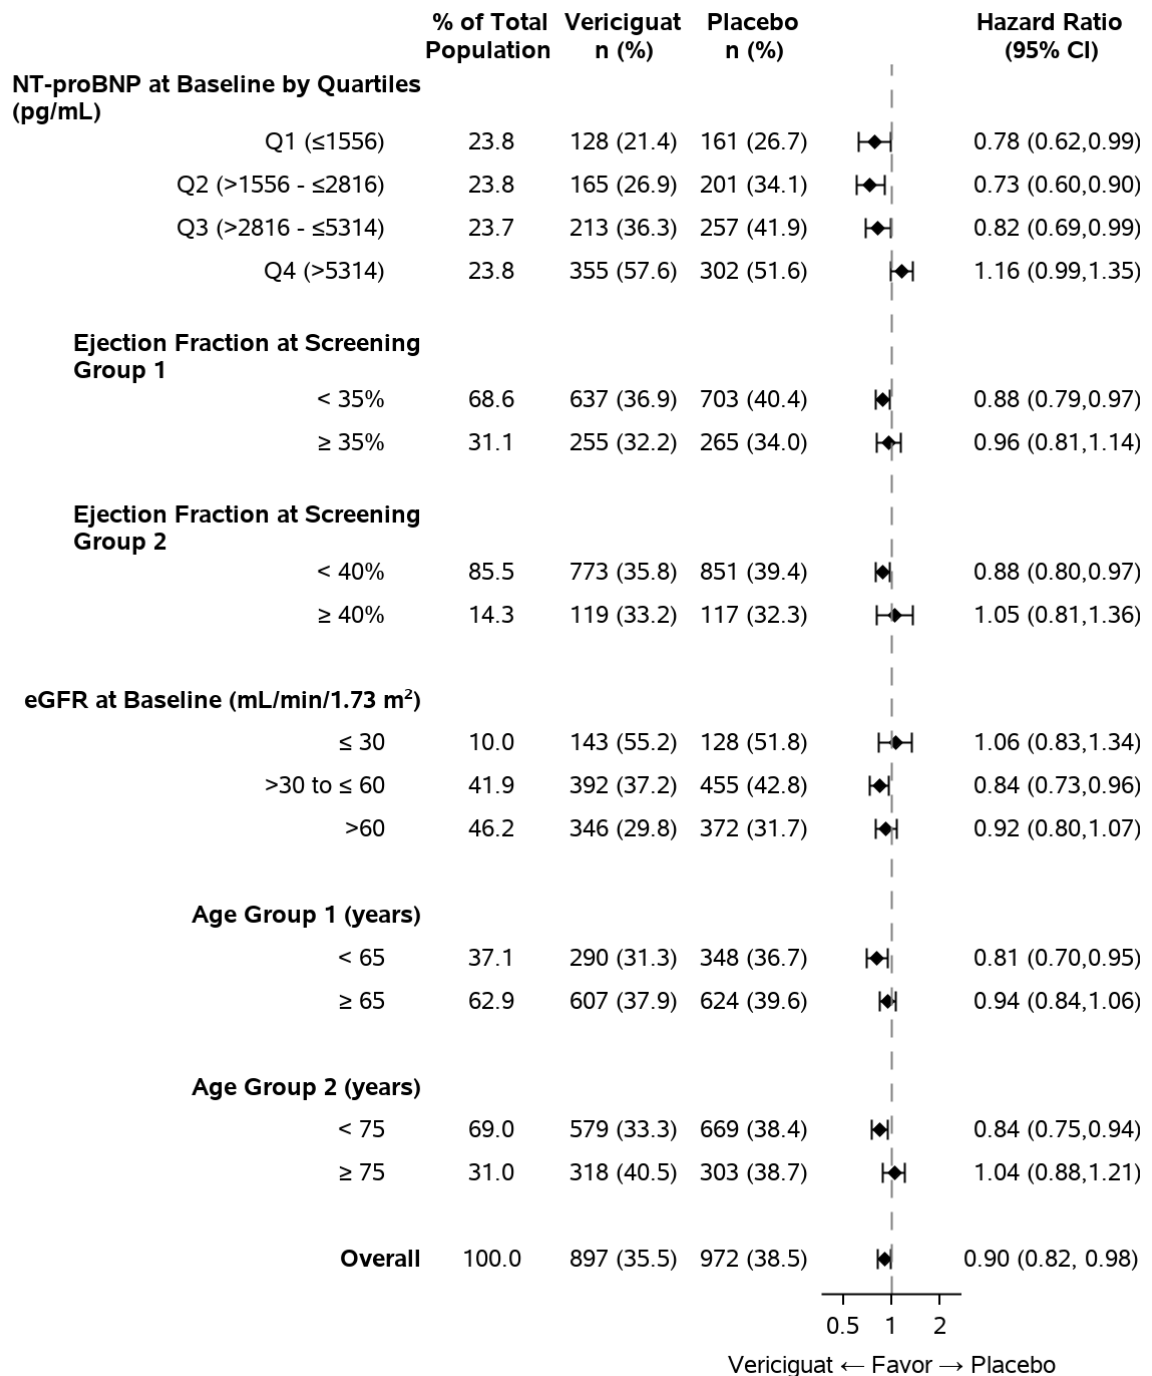 % of Total Vericiguat Placebo Hazard Ratio
Population n (%) n (%) (95% CI)
NT-proBNP at Baseline by Quartiles
(pg/mL)
Q1 (≤1556) 23.8 128 (21.4) 161 (26.7) 0.78 (0.62,0.99)
Q2 (>1556 - ≤2816) 23.8 165 (26.9) 201 (34.1) 0.73 (0.60,0.90)
Q3 (>2816 - ≤5314) 23.7 213 (36.3) 257 (41.9) 0.82 (0.69,0.99)
Q4 (>5314) 23.8 355 (57.6) 302 (51.6) 1.16 (0.99,1.35)
Ejection Fraction at Screening
Group 1
< 35% 68.6 637 (36.9) 703 (40.4) 0.88 (0.79,0.97)
≥ 35% 31.1 255 (32.2) 265 (34.0) 0.96 (0.81,1.14)
Ejection Fraction at Screening
Group 2
< 40% 85.5 773 (35.8) 851 (39.4) 0.88 (0.80,0.97)
≥ 40% 14.3 119 (33.2) 117 (32.3) 1.05 (0.81,1.36)
eGFR at Baseline (mL/min/1.73 m²)
≤ 30 10.0 143 (55.2) 128 (51.8) 1.06 (0.83,1.34)
>30 to ≤ 60 41.9 392 (37.2) 455 (42.8) 0.84 (0.73,0.96)
>60 46.2 346 (29.8) 372 (31.7) 0.92 (0.80,1.07)
Age Group 1 (years)
< 65 37.1 290 (31.3) 348 (36.7) 0.81 (0.70,0.95)
≥ 65 62.9 607 (37.9) 624 (39.6) 0.94 (0.84,1.06)
Age Group 2 (years)
< 75 69.0 579 (33.3) 669 (38.4) 0.84 (0.75,0.94)
≥ 75 31.0 318 (40.5) 303 (38.7) 1.04 (0.88,1.21)
Overall 100.0 897 (35.5) 972 (38.5) 0.90 (0.82, 0.98)
0.5 1 2
Vericiguat ← Favor → Placebo